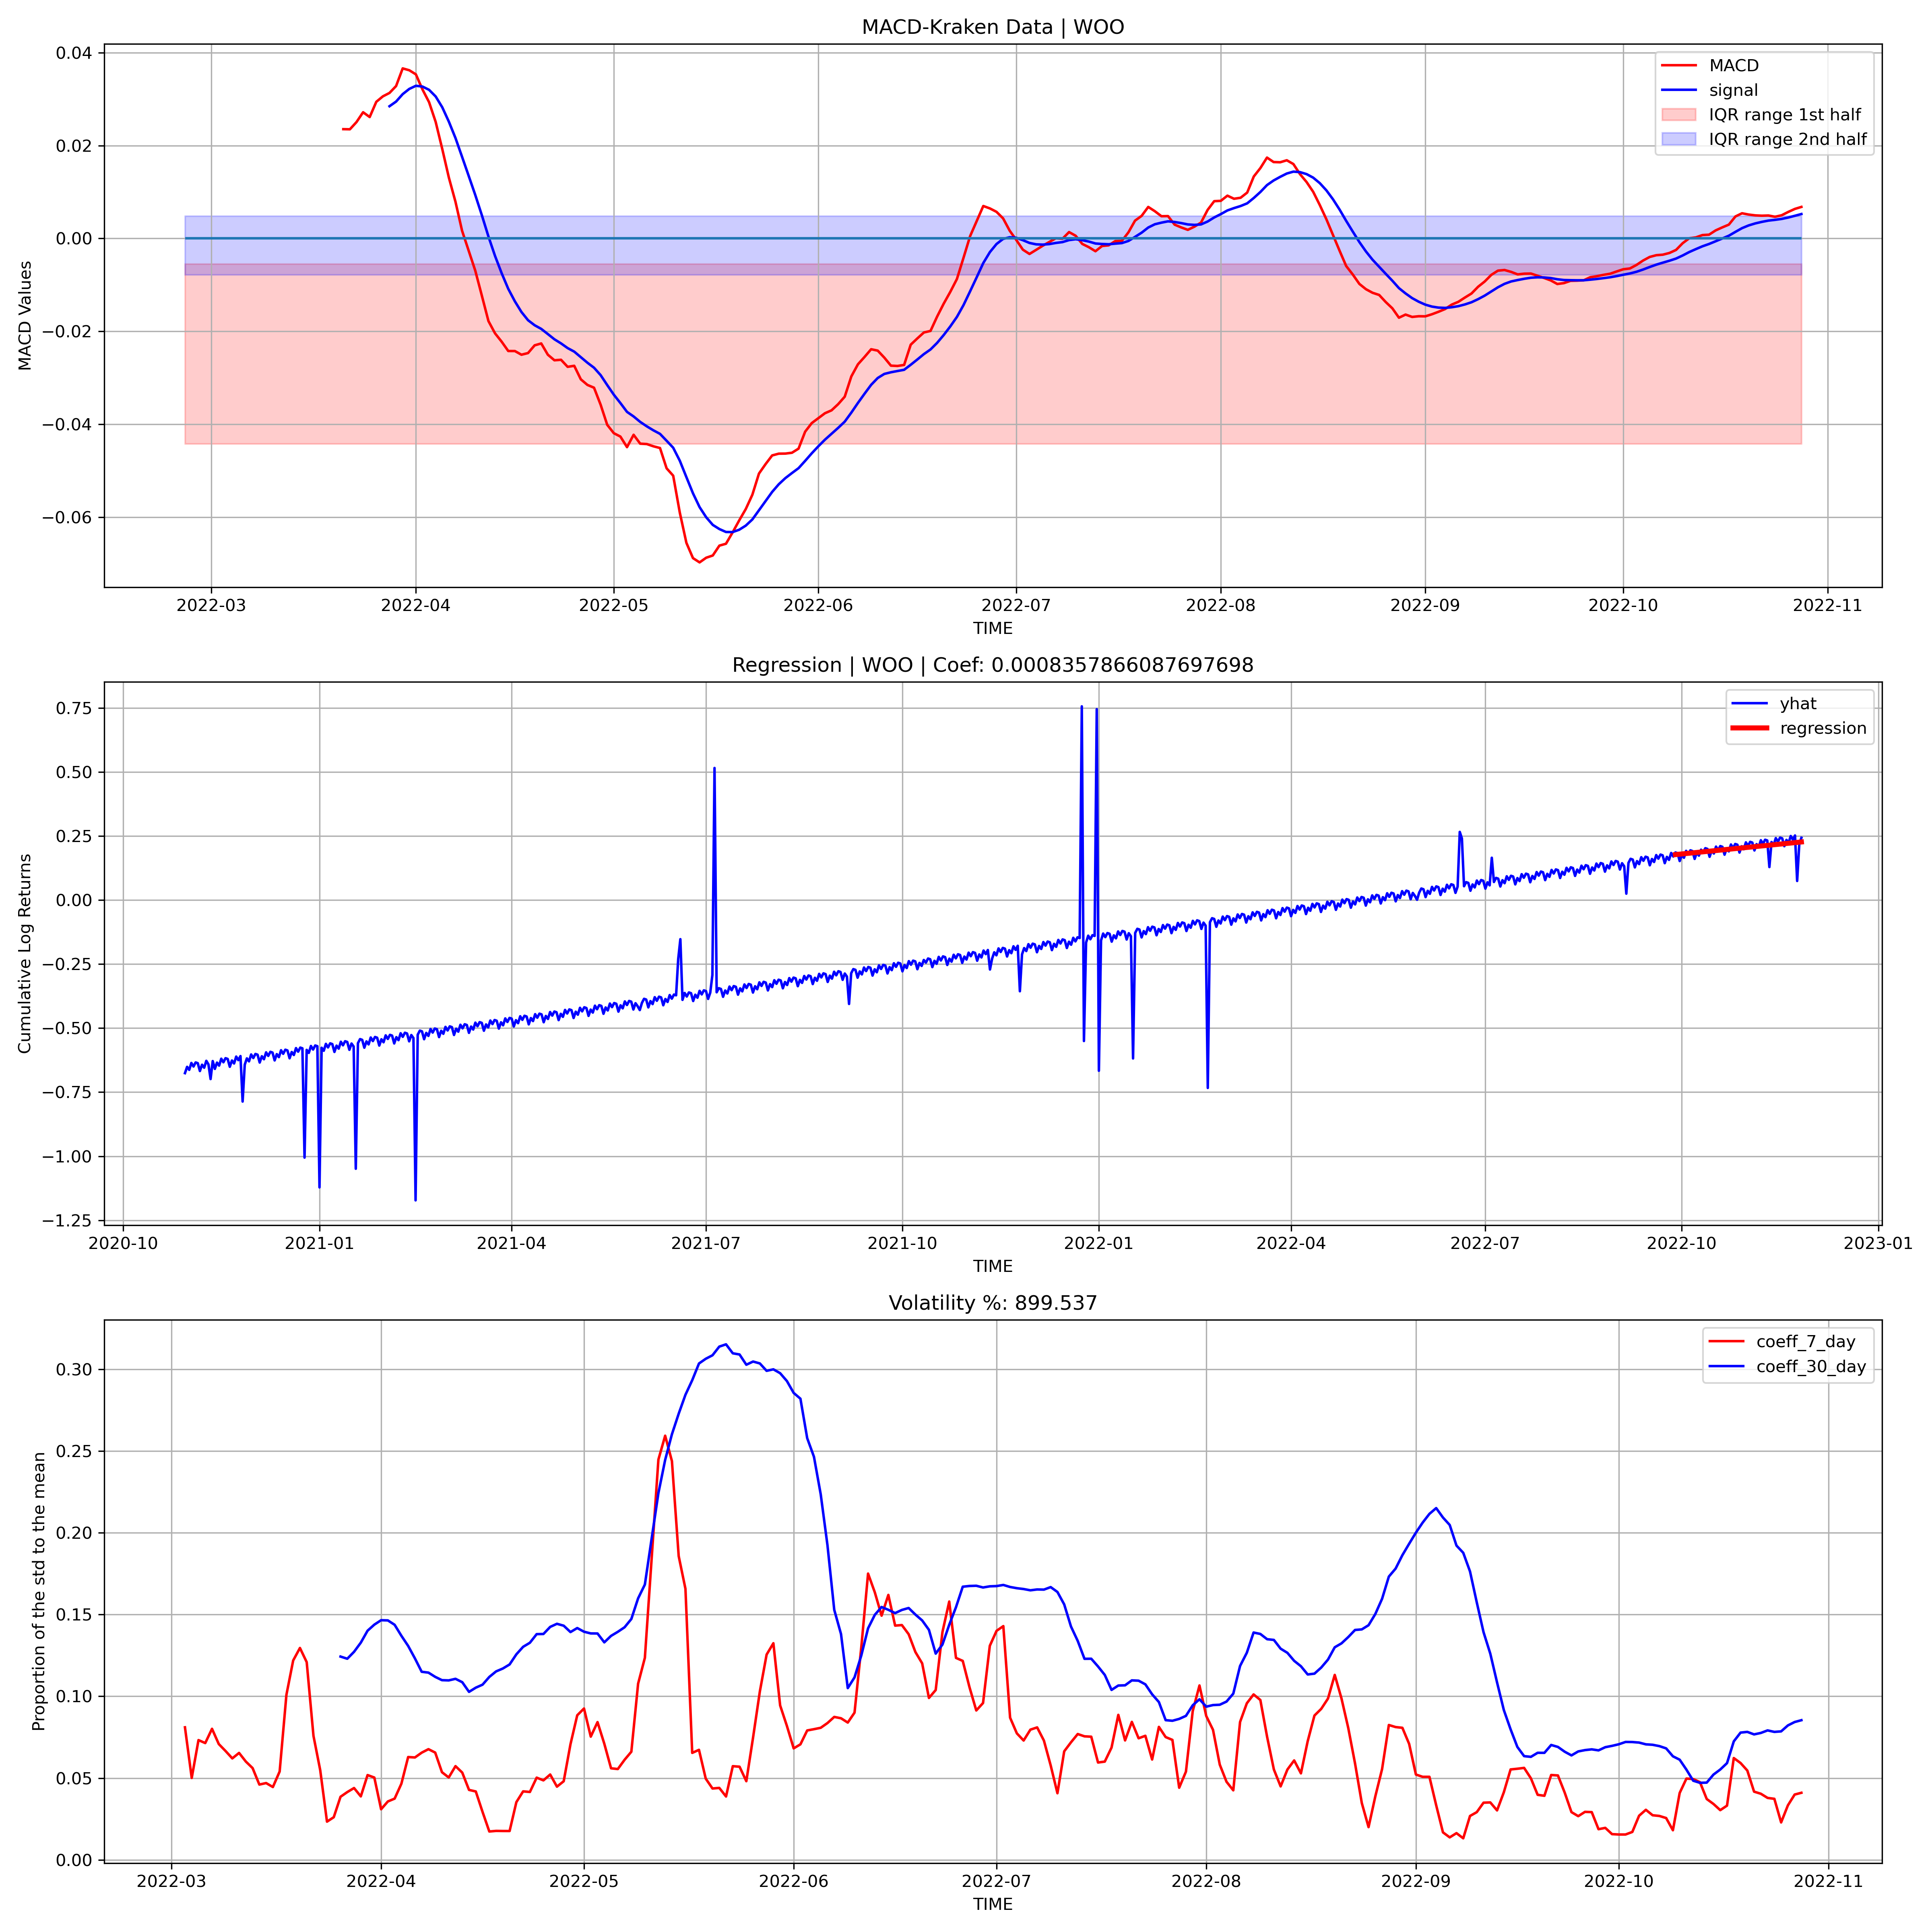 MACD-Kraken Data | WOO
MACD Values
0.04
0.02
0.00
−0.02
−0.04
−0.06
MACD
signal
IQR range 1st half
IQR range 2nd half
2022-03 2022-04 2022-05 2022-06 2022-07 2022-08 2022-09 2022-10 2022-11
TIME
Regression | WOO | Coef: 0.0008357866087697698
Cumulative Log Returns
0.75
0.50
0.25
0.00
−0.25
−0.50
−0.75
−1.00
−1.25
yhat
regression
2020-10 2021-01 2021-04 2021-07 2021-10 2022-01 2022-04 2022-07 2022-10 2023-01
TIME
Volatility %: 899.537
Proportion of the std to the mean
0.30
0.25
0.20
0.15
0.10
0.05
0.00
coeff_7_day
coeff_30_day
2022-03 2022-04 2022-05 2022-06 2022-07 2022-08 2022-09 2022-10 2022-11
TIME